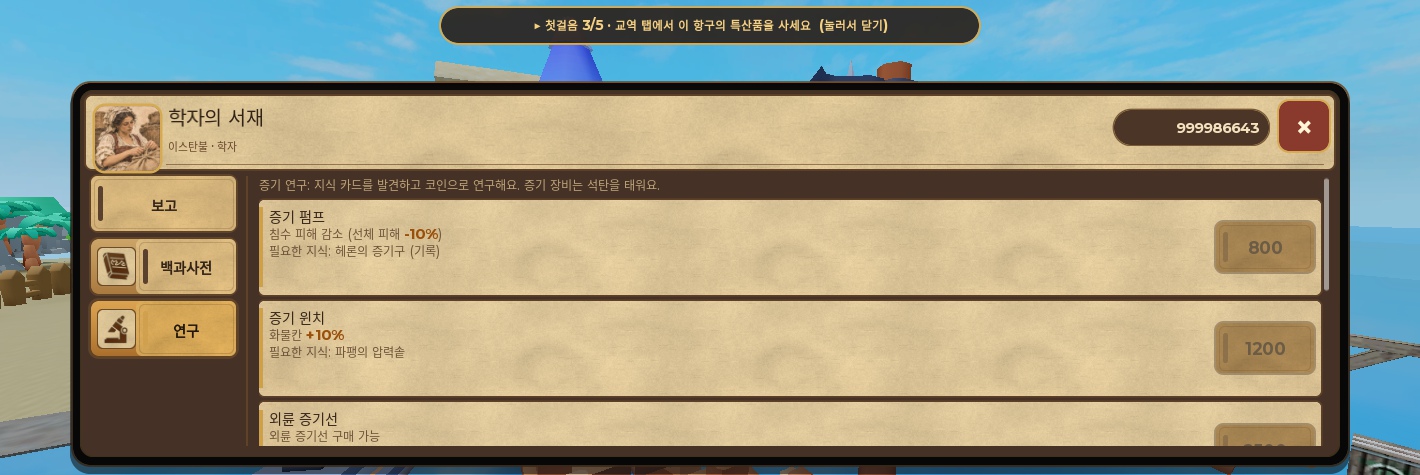 ▸ 첫걸음 3/5 · 교역 탭에서 이 항구의 특산품을 사세요 (눌러서 닫기)
학자의 서재
이스탄불 · 학자
999986643
×
보고
백과사전
연구
증기 연구: 지식 카드를 발견하고 코인으로 연구해요. 증기 장비는 석탄을 태워요.
증기 펌프
침수 피해 감소 (전체 피해 -10%)
필요한 지식: 헤론의 증기구 (기록)
800
증기 윈치
화물칸 +10%
필요한 지식: 파팽의 압력솥
1200
외륜 증기선
외륜 증기선 구매 가능